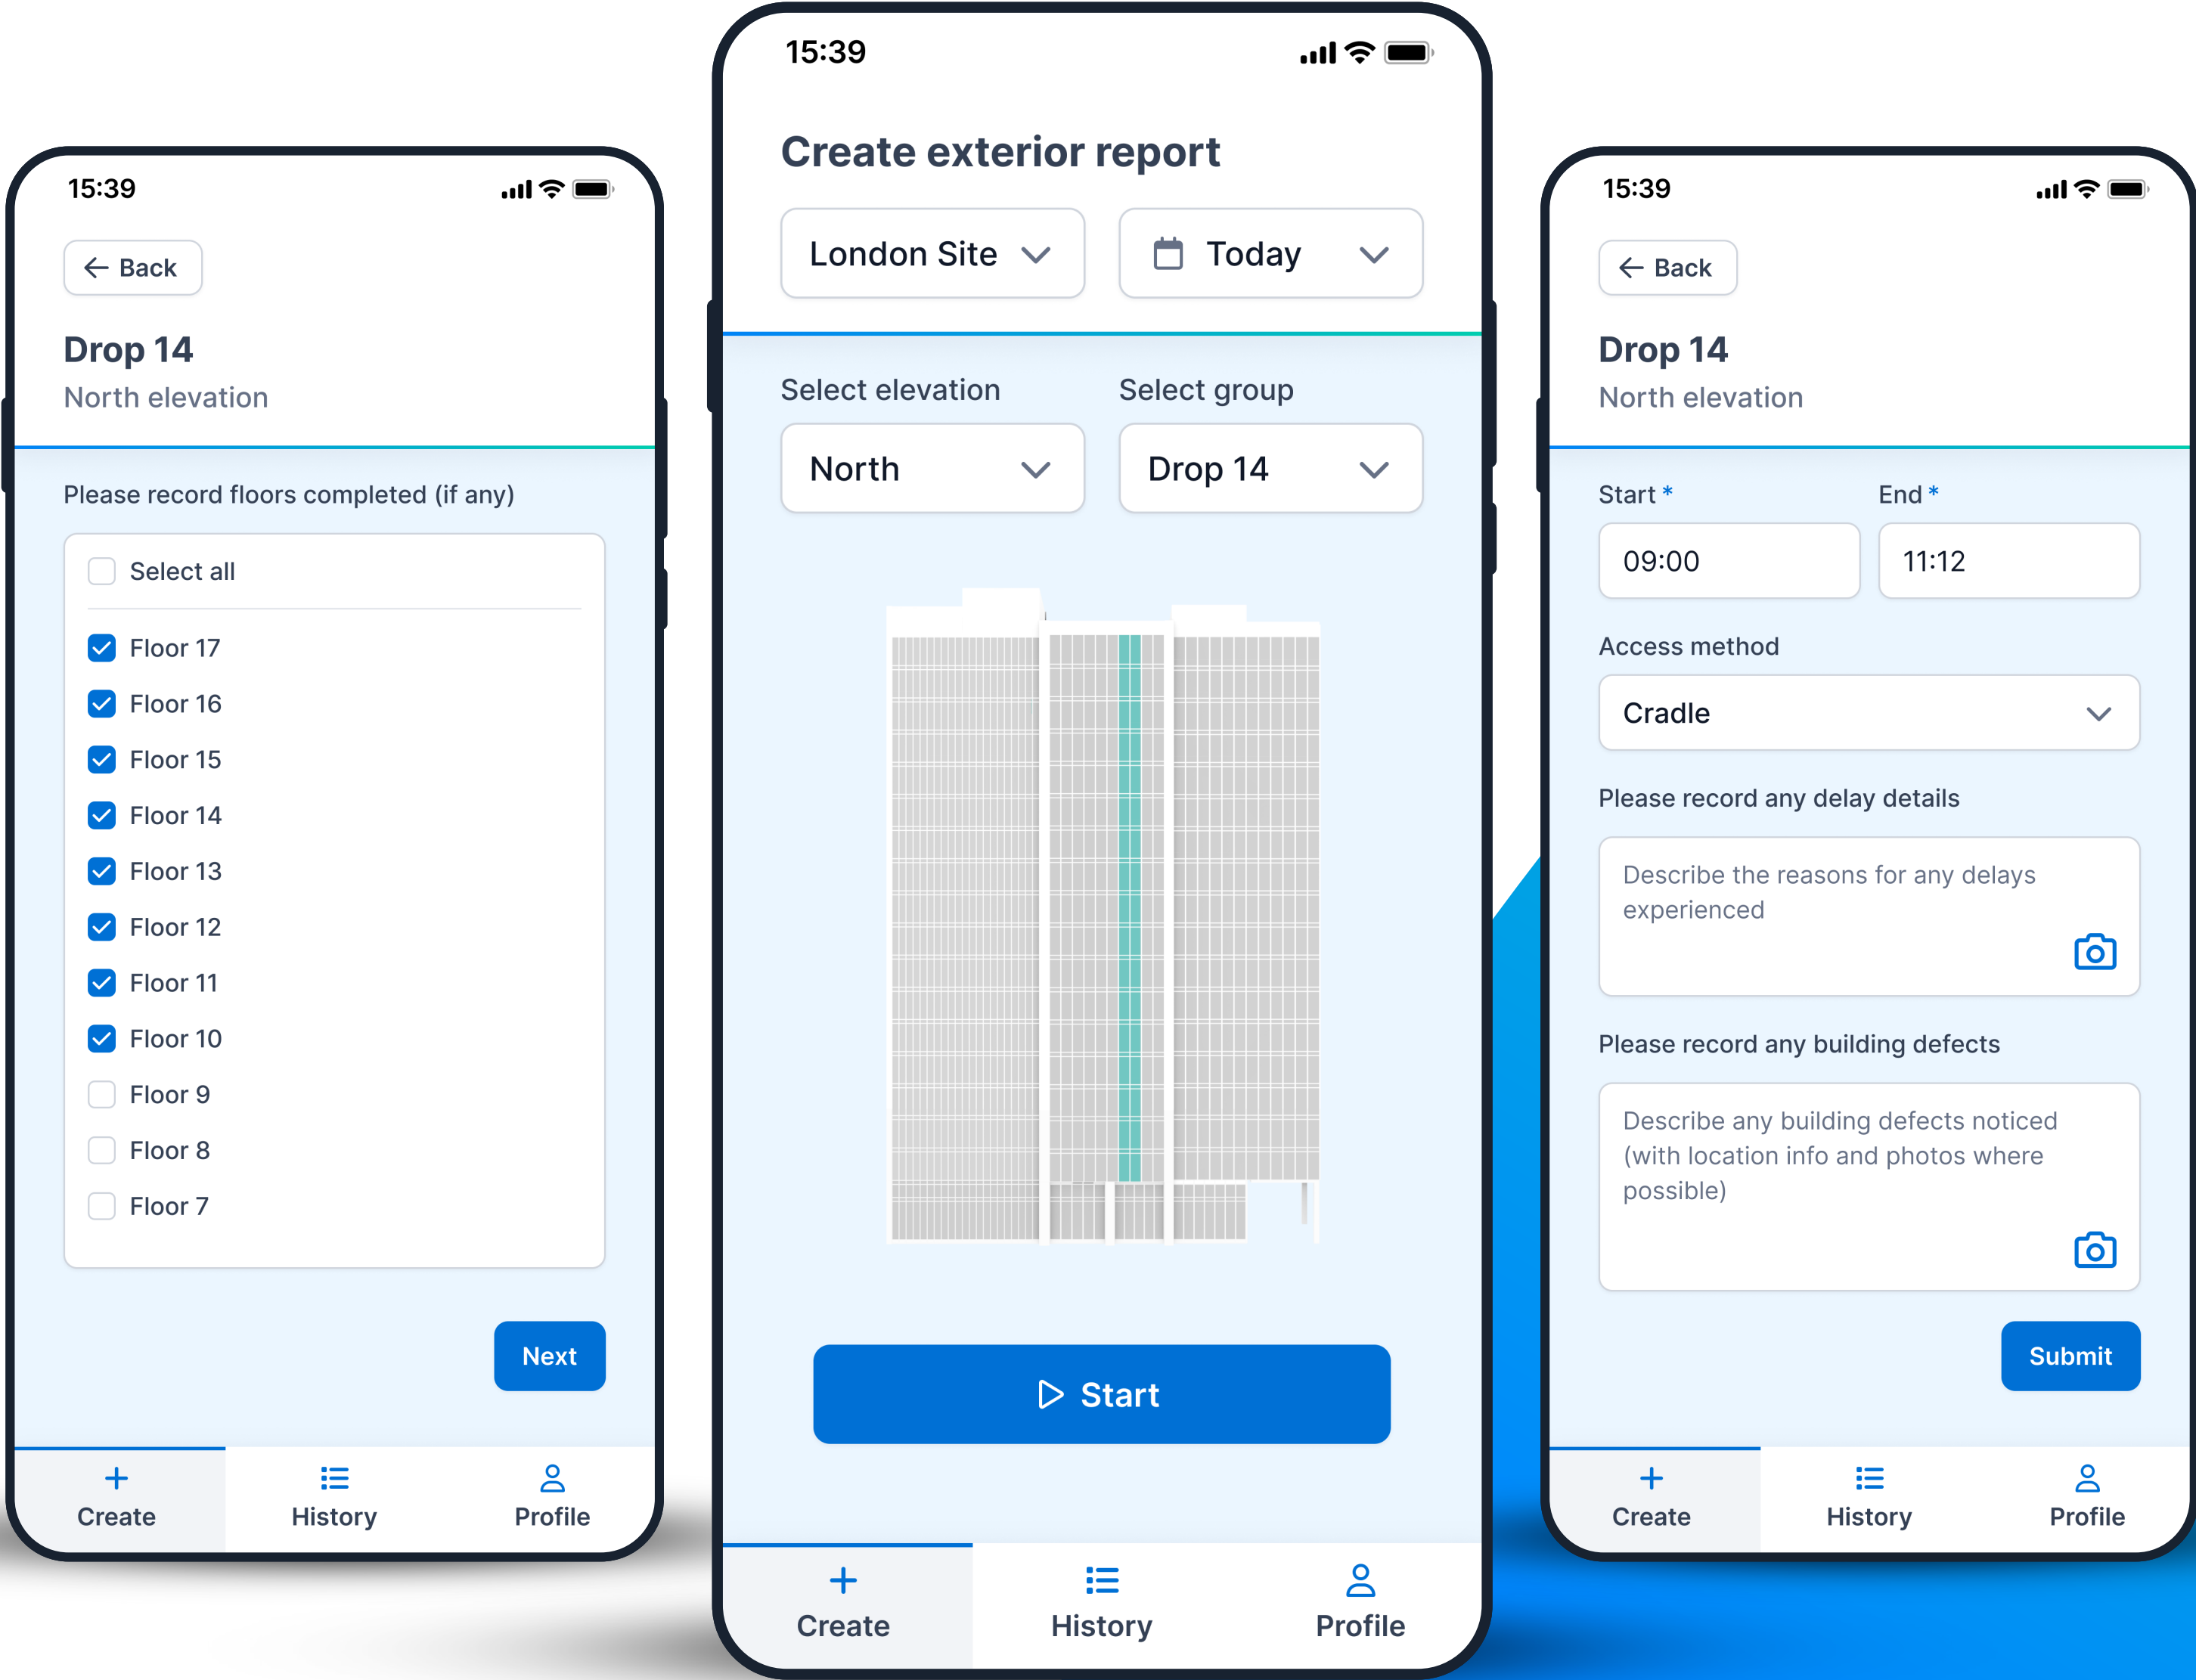 15:39
Back
Drop 14
North elevation
Please record floors completed (if any)
Select all
Floor 17
Floor 16
Floor 15
Floor 14
Floor 13
Floor 12
Floor 11
Floor 10
Floor 9
Floor 8
Floor 7
Next
Create History Profile
15:39
Create exterior report
London Site Today
Select elevation Select group
North Drop 14
Start
Create History Profile
15:39
Back
Drop 14
North elevation
Start * End *
09:00 11:12
Access method
Cradle
Please record any delay details
Describe the reasons for any delays
experienced
Please record any building defects
Describe any building defects noticed
(with location info and photos where
possible)
Submit
Create History Profile